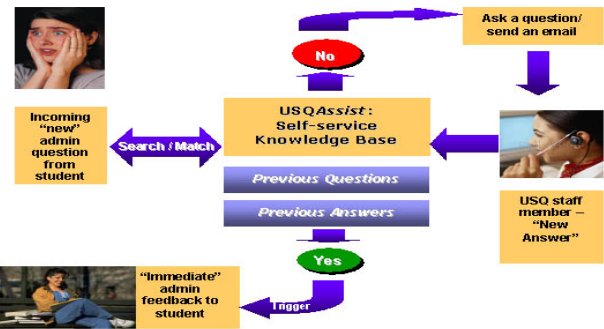 Ask a question/
send an email
No
Incoming
“new”
admin
question
from
student
Search / Match
USQAssist:
Self-service
Knowledge Base
Previous Questions
Previous Answers
USQ staff
member –
“New
Answer”
Yes
“Immediate”
admin
feedback to
student
Trigger